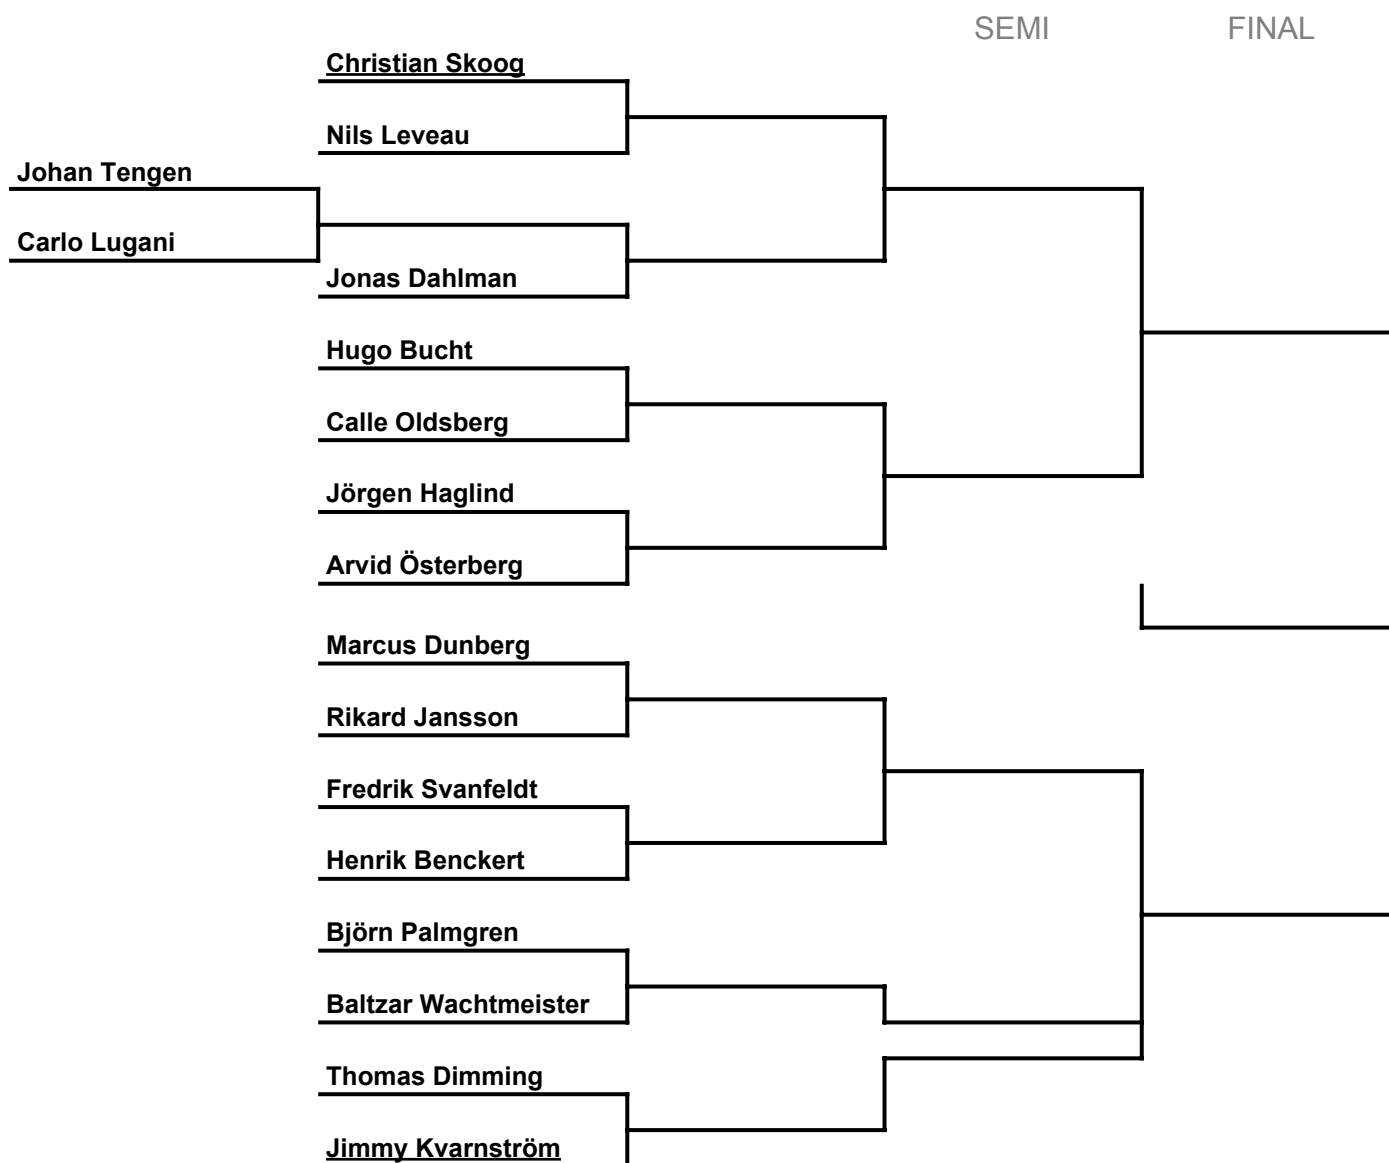 SEMI FINAL
Christian Skoog
Nils Leveau
Johan Tengen
Carlo Lugani
Jonas Dahlman
Hugo Bucht
Calle Oldsberg
Jörgen Haglind
Arvid Österberg
Marcus Dunberg
Rikard Jansson
Fredrik Svanfeldt
Henrik Benckert
Björn Palmgren
Baltzar Wachtmeister
Thomas Dimming
Jimmy Kvarnström